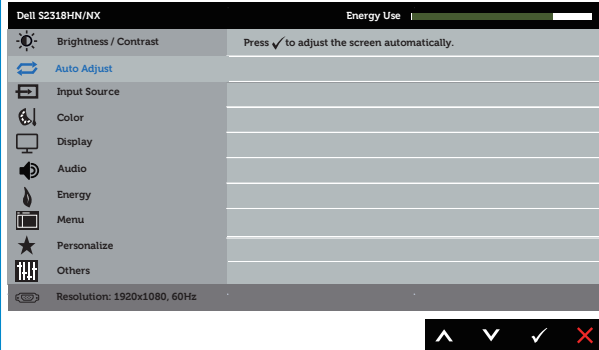 Dell S2318HN/NX Energy Use
Brightness / Contrast Press ✓ to adjust the screen automatically.
Auto Adjust
Input Source
Color
Display
Audio
Energy
Menu
Personalize
Others
Resolution: 1920x1080, 60Hz